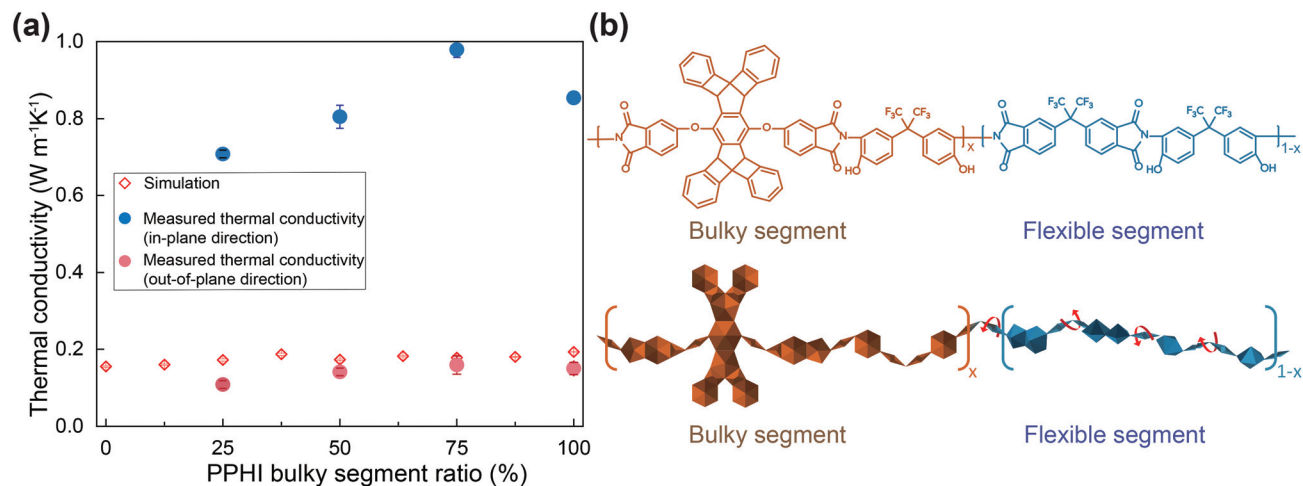 (a)
1.0
0.8
0.6
0.4
0.2
0.0
Thermal conductivity (W m⁻¹K⁻¹)
Simulation
Measured thermal conductivity
(in-plane direction)
Measured thermal conductivity
(out-of-plane direction)
0 25 50 75 100
PPHI bulky segment ratio (%)
(b)
F₃C CF₃ F₃C CF₃ F₃C CF₃
O O O O O O
N O O N N N
O O O O
HO OH HO OH
x 1-x
Bulky segment Flexible segment
x 1-x
Bulky segment Flexible segment